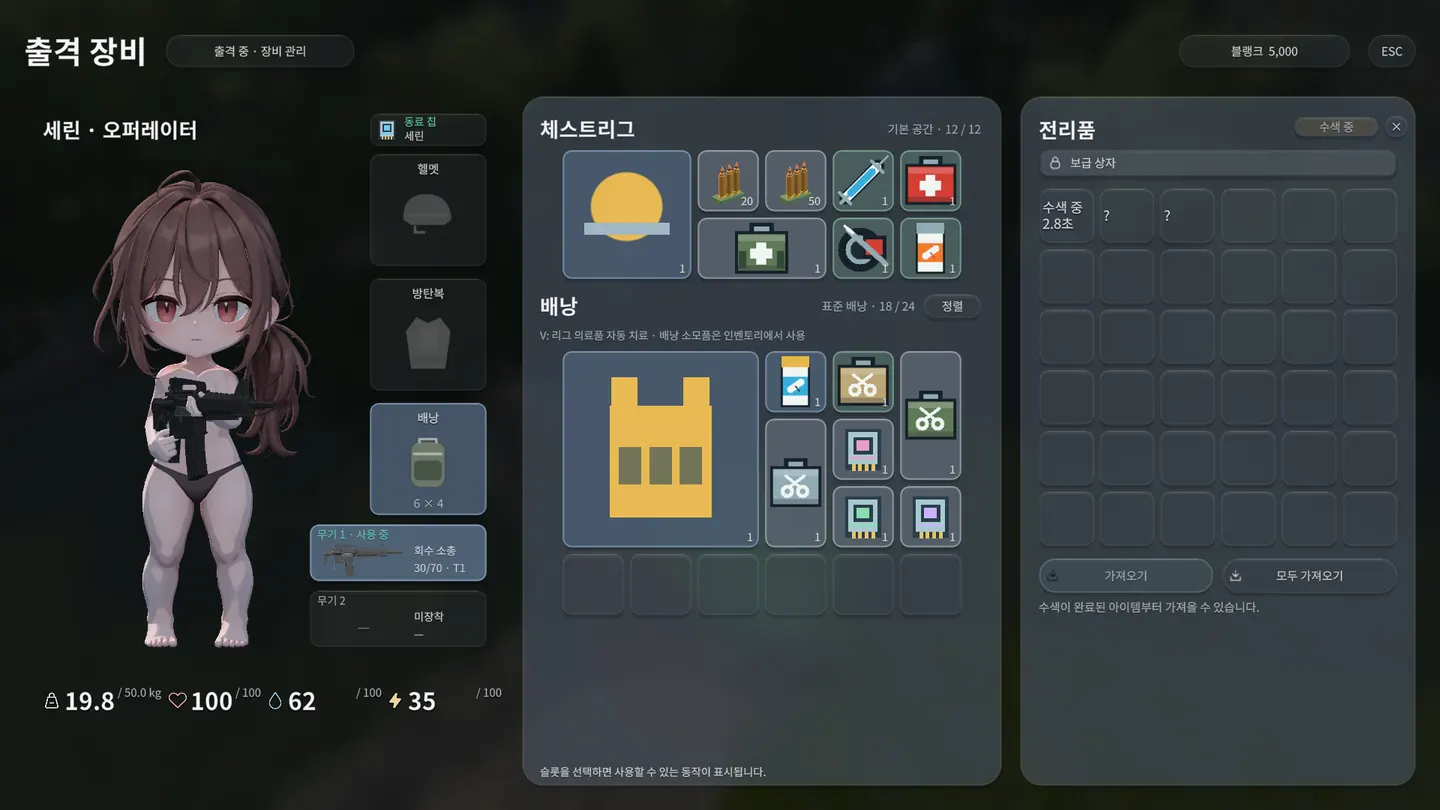 출격 장비
출격 중 · 장비 관리
블랭크 5,000
ESC
세린 · 오퍼레이터
동료 칩
세린
헬멧
방탄복
배낭
6 × 4
무기 1 · 사용 중
회수 소총
30/70 · T1
무기 2
—
미장착
—
19.8 / 50.0 kg
100 / 100
62 / 100
35 / 100
체스트리그
기본 공간 · 12 / 12
1
20
50
1
1
1
1
1
배낭
표준 배낭 · 18 / 24
정렬
V: 리그 의료품 자동 치료 · 배낭 소모품은 인벤토리에서 사용
1
1
1
1
1
1
1
1
슬롯을 선택하면 사용할 수 있는 동작이 표시됩니다.
전리품
수색 중
보급 상자
수색 중
2.8초
?
?
가져오기
모두 가져오기
수색이 완료된 아이템부터 가져올 수 있습니다.